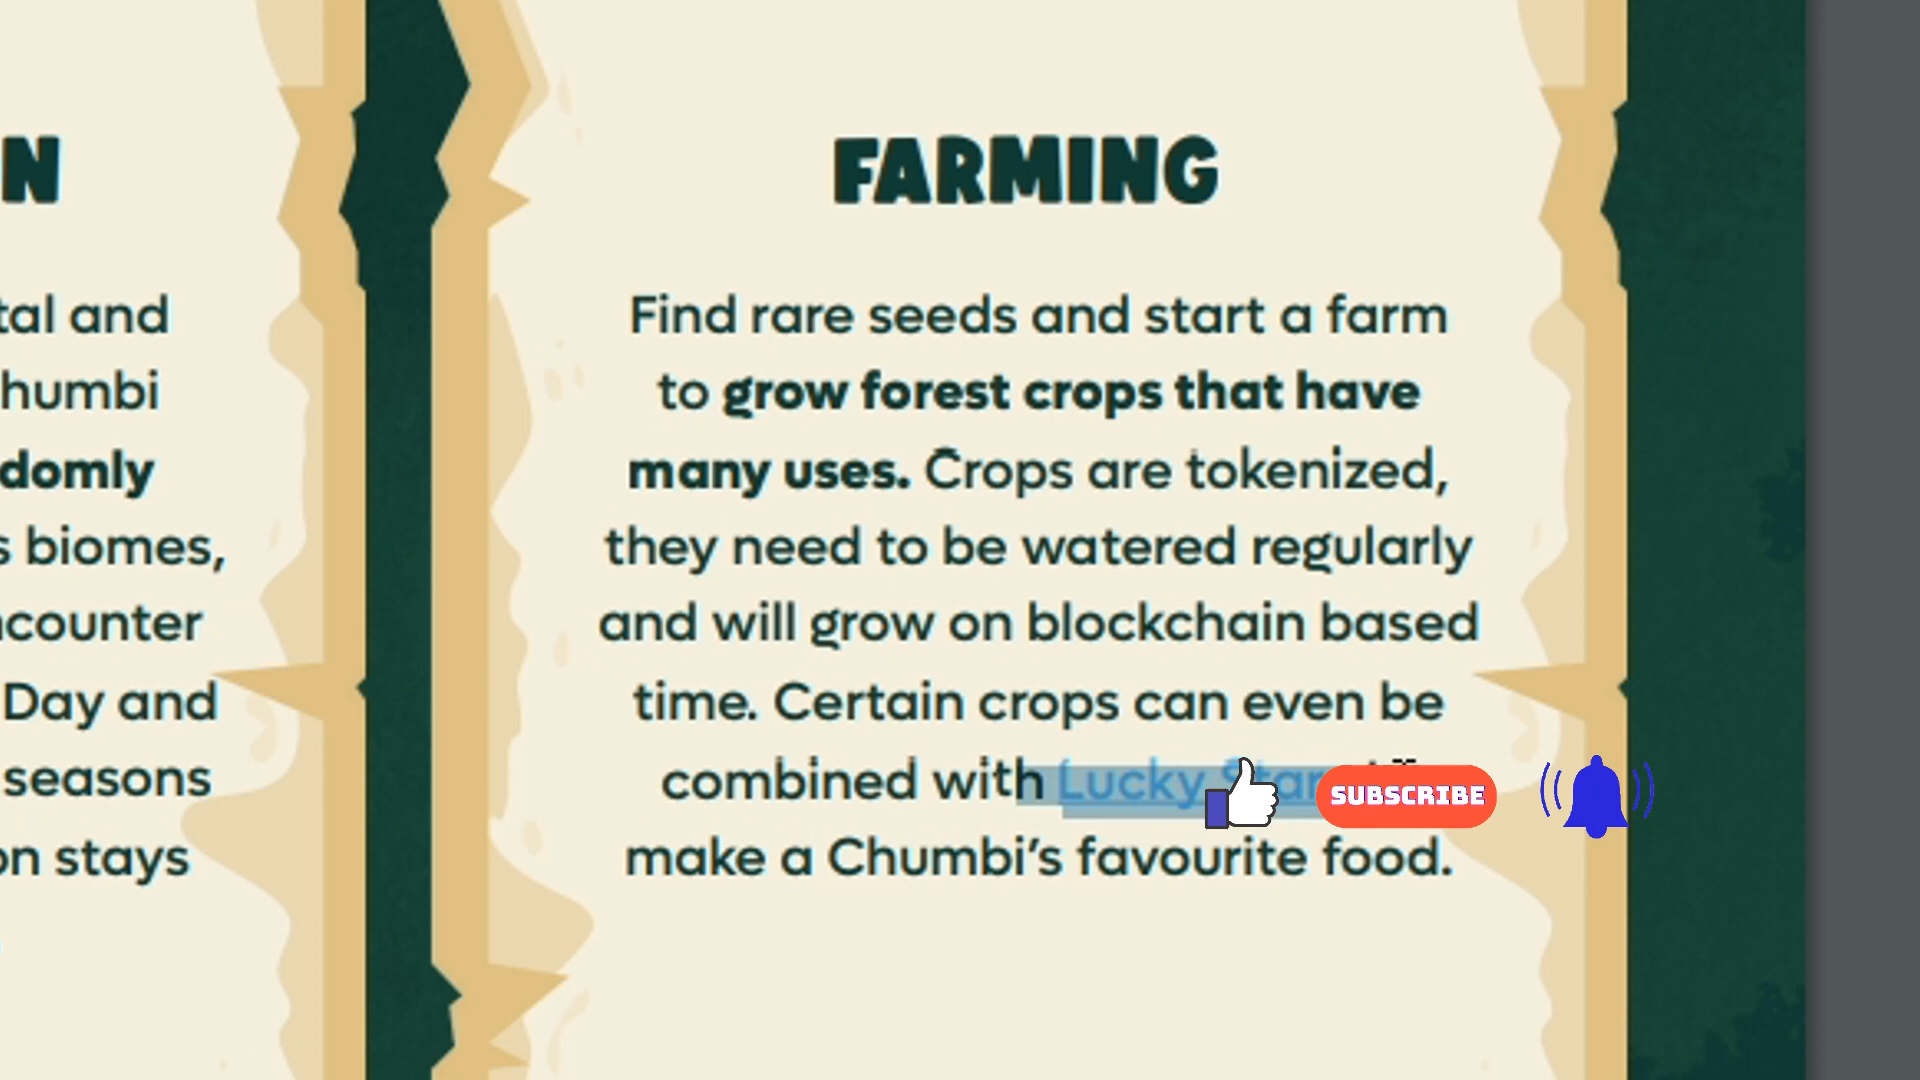 N
tal and
humbi
domly
s biomes,
counter
Day and
seasons
on stays
FARMING
Find rare seeds and start a farm
to grow forest crops that have
many uses. Crops are tokenized,
they need to be watered regularly
and will grow on blockchain based
time. Certain crops can even be
combined with Lucky
make a Chumbi's favourite food.
SUBSCRIBE